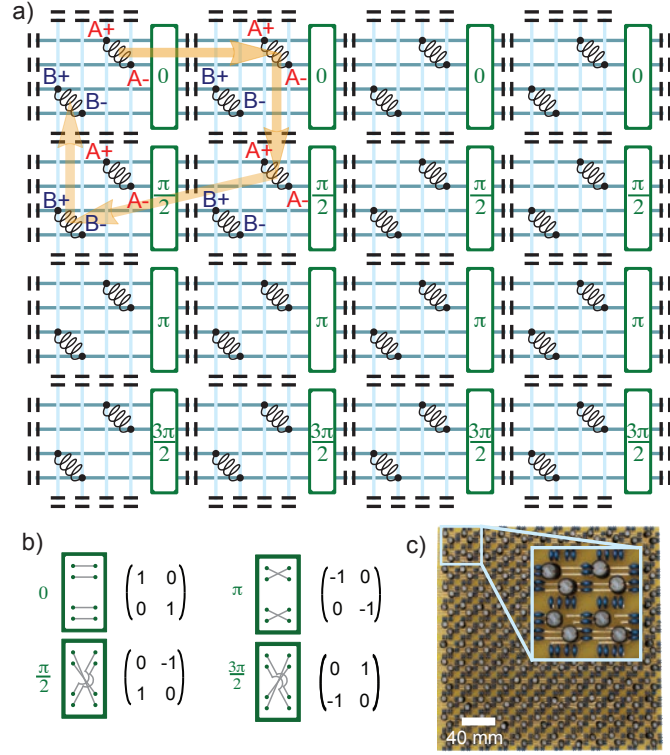 a)
A+ A+
A- 0 A- 0 0 0
B+ B- B+ B-
A+ A+
A- π/2 A- π/2 π/2 π/2
B+ B- B+ B-
π π π π
3π/2 3π/2 3π/2 3π/2
b) c)
0 (1 0
0 1)
π (-1 0
0 -1)
π/2 (0 -1
1 0)
3π/2 (0 1
-1 0)
40 mm